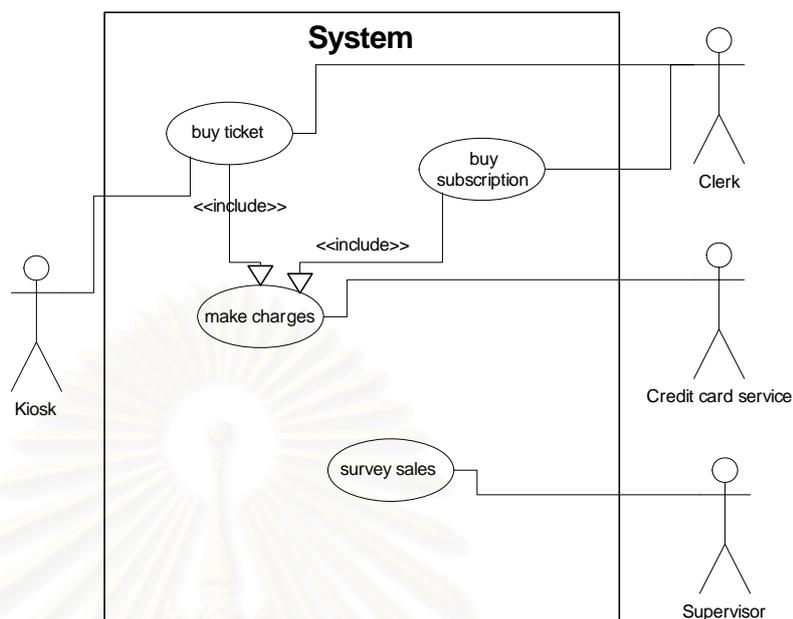 System
buy ticket
buy
subscription
Clerk
<<include>>
<<include>>
make charges
Kiosk
Credit card service
survey sales
Supervisor